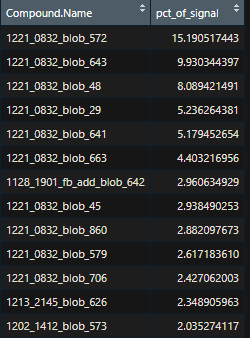 Compound.Name pct_of_signal
1221_0832_blob_572 15.190517443
1221_0832_blob_643 9.930344397
1221_0832_blob_48 8.089421491
1221_0832_blob_29 5.236264381
1221_0832_blob_641 5.179452654
1221_0832_blob_663 4.403216956
1128_1901_fb_add_blob_642 2.960634929
1221_0832_blob_45 2.938490253
1221_0832_blob_860 2.882097673
1221_0832_blob_579 2.617183610
1221_0832_blob_706 2.427062003
1213_2145_blob_626 2.348905963
1202_1412_blob_573 2.035274117